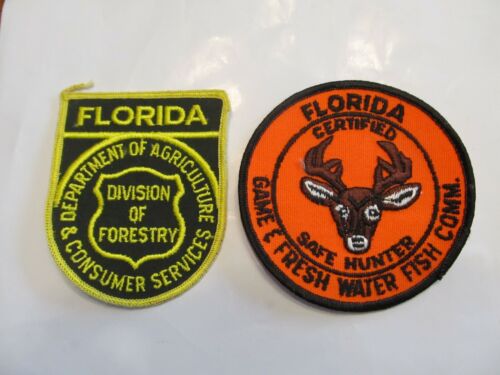 FLORIDA
DEPARTMENT OF AGRICULTURE
& CONSUMER SERVICES
DIVISION
OF
FORESTRY
FLORIDA
CERTIFIED
SAFE HUNTER
GAME & FRESH WATER FISH COMM.